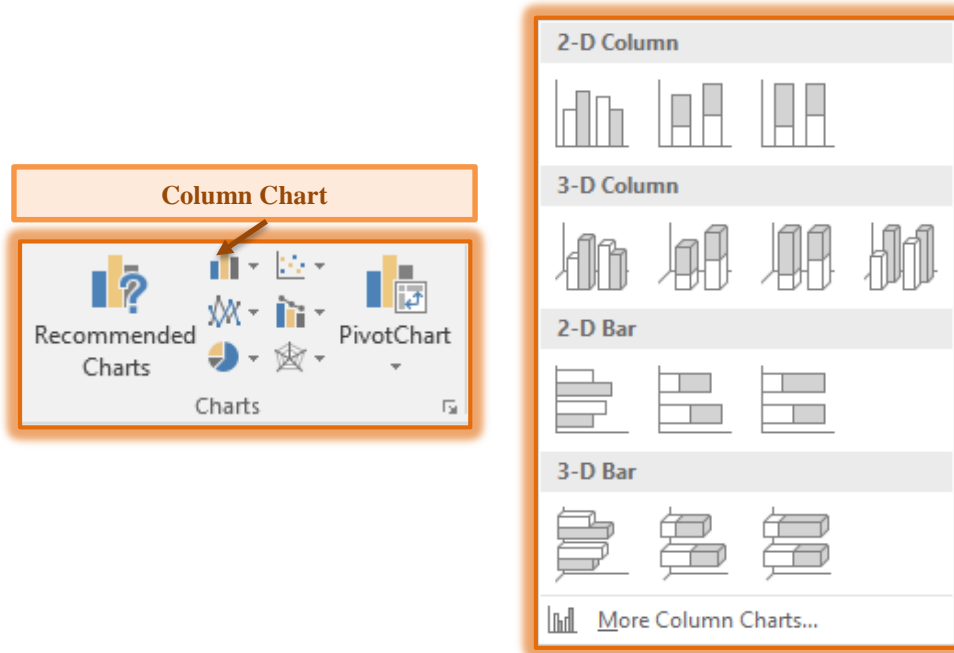 Column Chart
Recommended
Charts
PivotChart
Charts
2-D Column
3-D Column
2-D Bar
3-D Bar
More Column Charts...